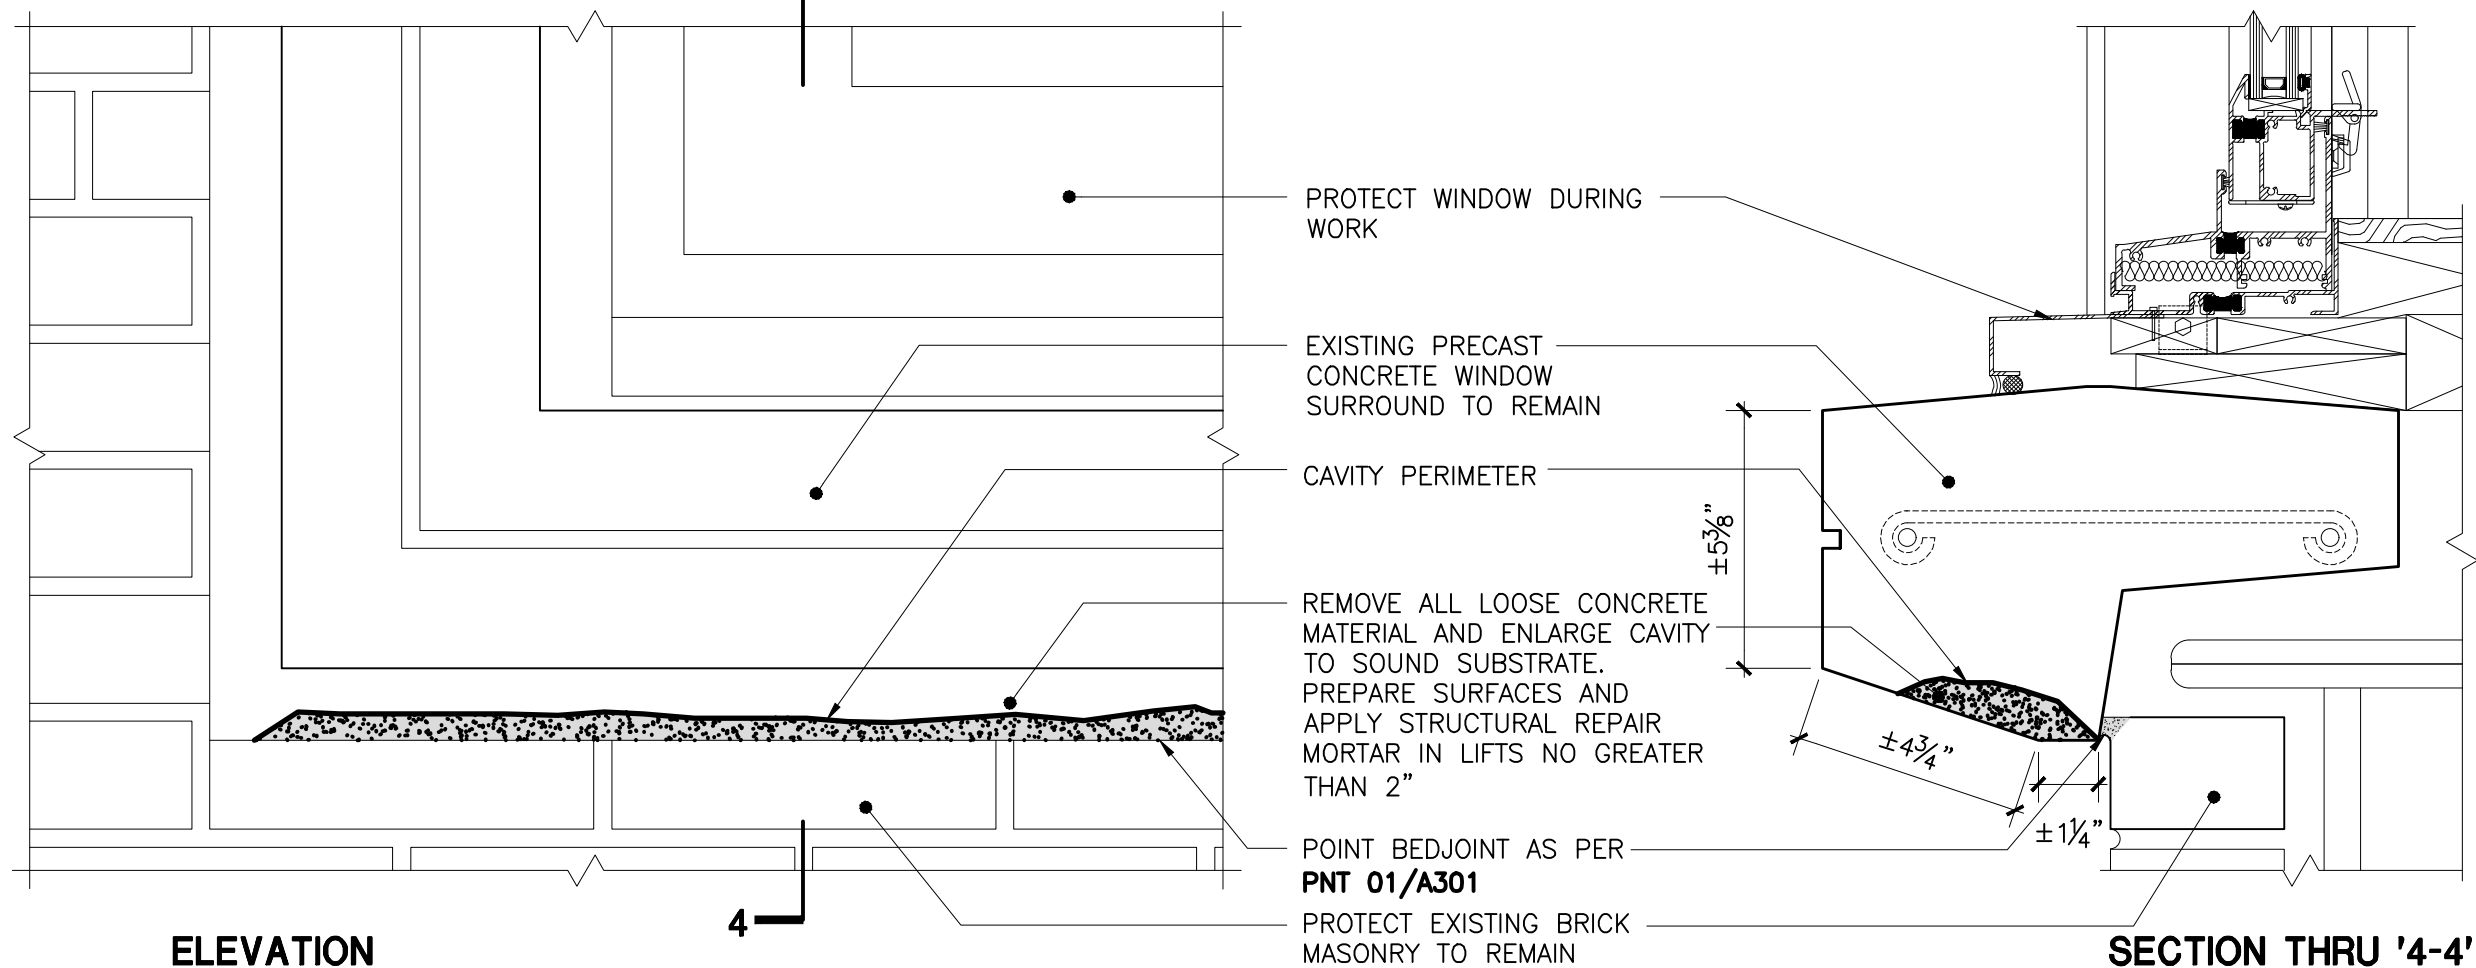 PROTECT WINDOW DURING
WORK
EXISTING PRECAST
CONCRETE WINDOW
SURROUND TO REMAIN
CAVITY PERIMETER
±5⅜"
REMOVE ALL LOOSE CONCRETE
MATERIAL AND ENLARGE CAVITY
TO SOUND SUBSTRATE.
PREPARE SURFACES AND
APPLY STRUCTURAL REPAIR
MORTAR IN LIFTS NO GREATER
THAN 2"
±4¾"
±1¼"
POINT BEDJOINT AS PER
PNT 01/A301
PROTECT EXISTING BRICK
MASONRY TO REMAIN
4
ELEVATION
SECTION THRU '4-4'